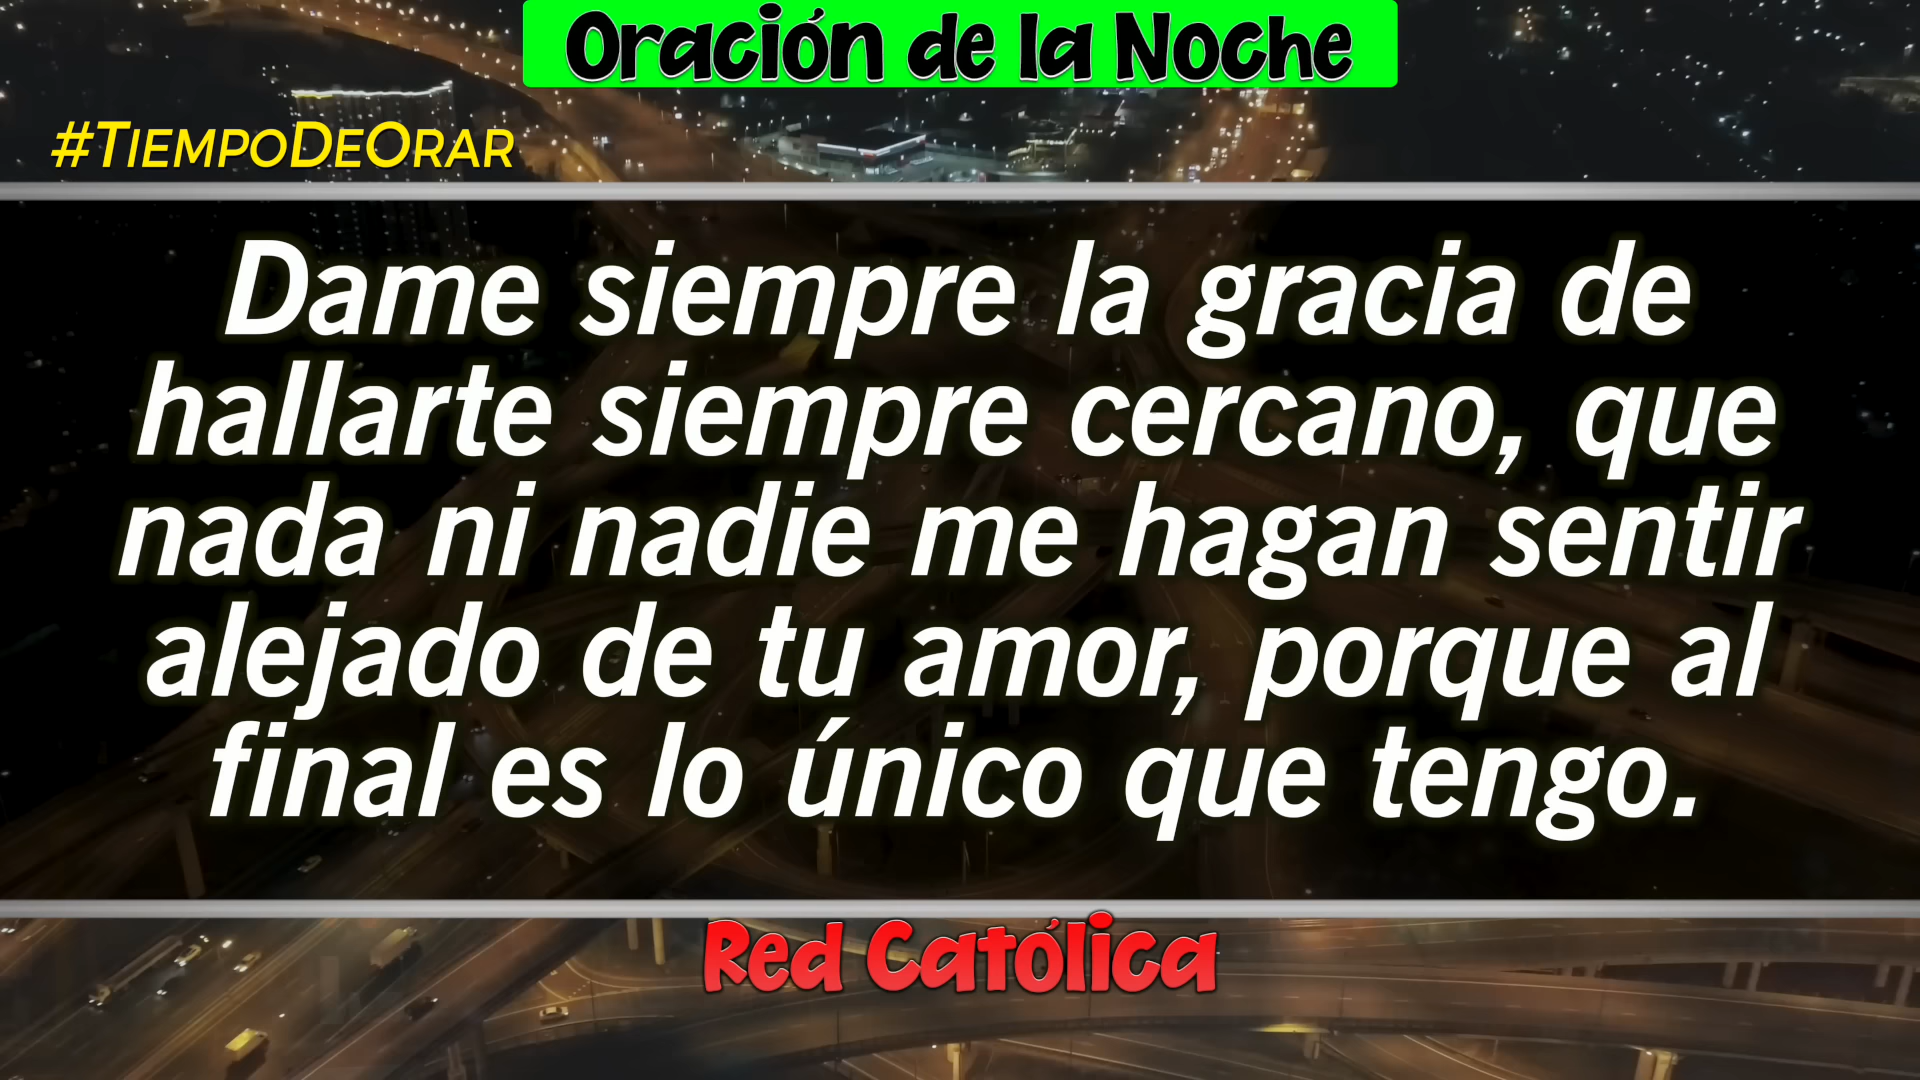 Oración de la Noche
#TIEMPODEORAR
Dame siempre la gracia de
hallarte siempre cercano, que
nada ni nadie me hagan sentir
alejado de tu amor, porque al
final es lo único que tengo.
Red Católica